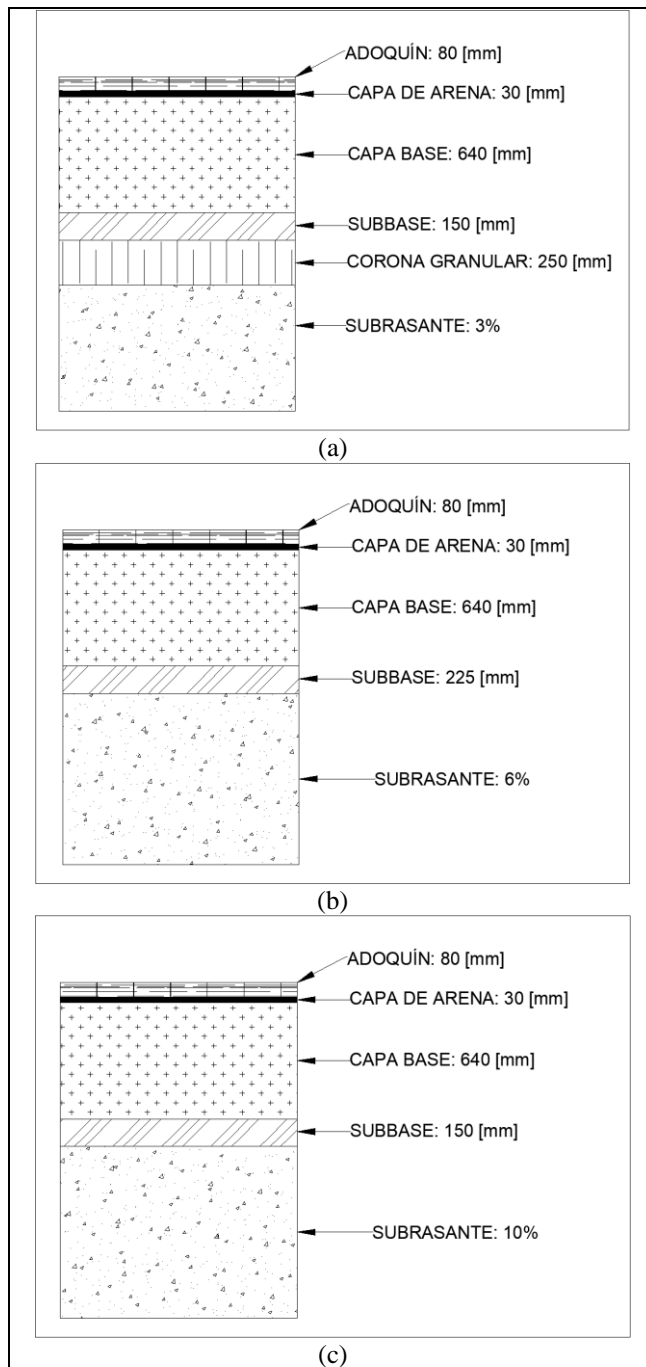 ADOQUÍN: 80 [mm]
CAPA DE ARENA: 30 [mm]
CAPA BASE: 640 [mm]
SUBBASE: 150 [mm]
CORONA GRANULAR: 250 [mm]
SUBRASANTE: 3%
(a)
ADOQUÍN: 80 [mm]
CAPA DE ARENA: 30 [mm]
CAPA BASE: 640 [mm]
SUBBASE: 225 [mm]
SUBRASANTE: 6%
(b)
ADOQUÍN: 80 [mm]
CAPA DE ARENA: 30 [mm]
CAPA BASE: 640 [mm]
SUBBASE: 150 [mm]
SUBRASANTE: 10%
(c)